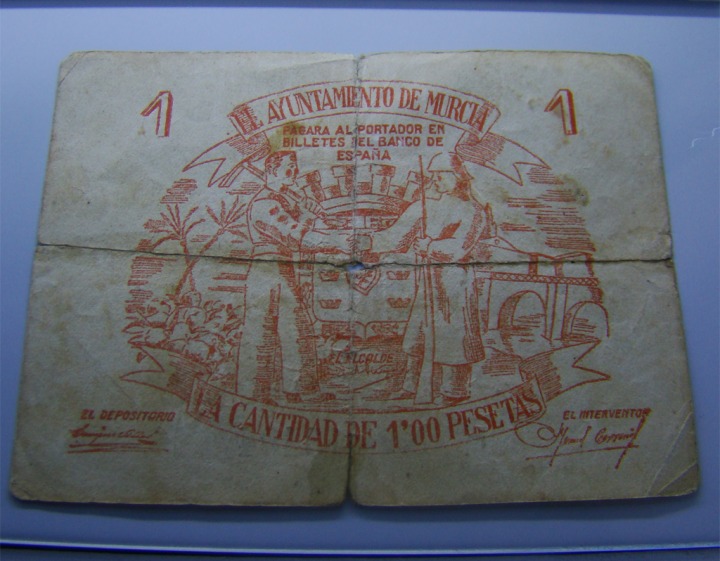 1 1
EL AYUNTAMIENTO DE MURCIA
PAGARA AL PORTADOR EN
BILLETES DEL BANCO DE
ESPAÑA
EL ALCALDE
LA CANTIDAD DE 1'00 PESETAS
EL DEPOSITARIO
EL INTERVENTOR